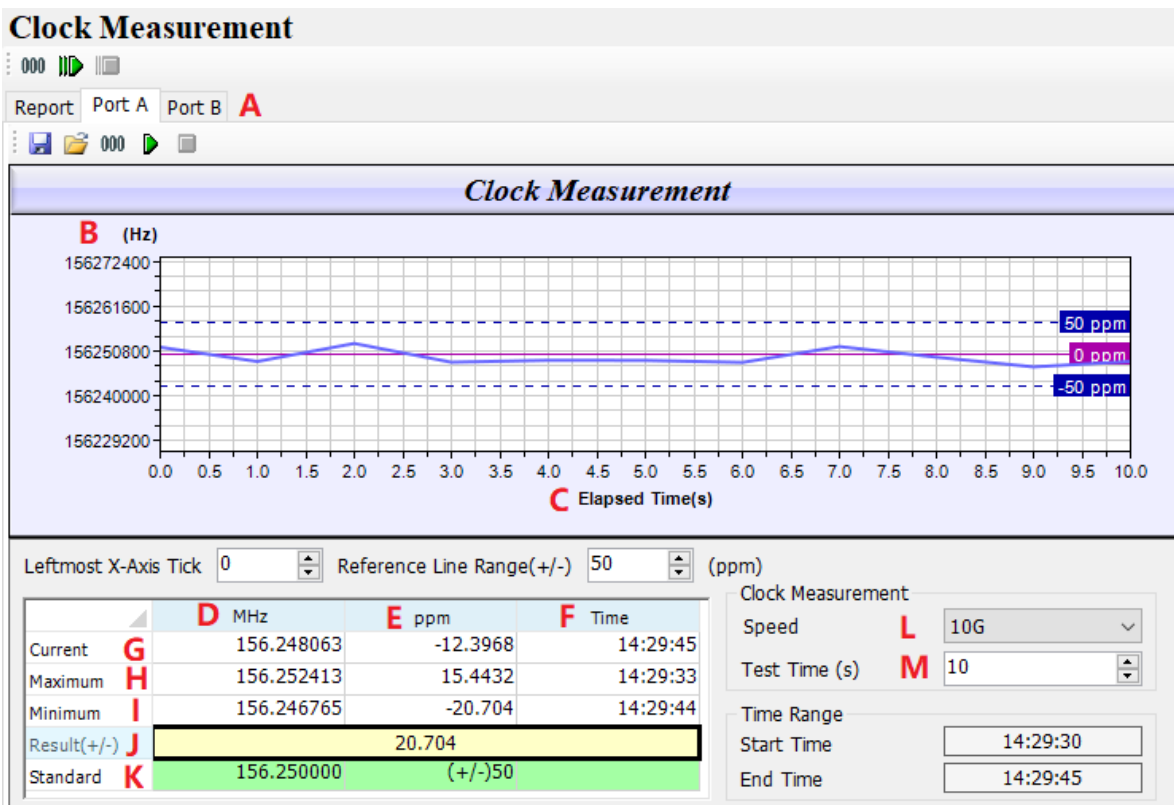 Clock Measurement
000
Report Port A Port B A
000
Clock Measurement
B (Hz)
156272400
156261600
50 ppm
156250800
0 ppm
156240000
-50 ppm
156229200
0.0 0.5 1.0 1.5 2.0 2.5 3.0 3.5 4.0 4.5 5.0 5.5 6.0 6.5 7.0 7.5 8.0 8.5 9.0 9.5 10.0
C Elapsed Time(s)
Leftmost X-Axis Tick 0 Reference Line Range(+/-) 50 (ppm)
D MHz E ppm F Time
Current G 156.248063 -12.3968 14:29:45
Maximum H 156.252413 15.4432 14:29:33
Minimum I 156.246765 -20.704 14:29:44
Result(+/-) J 20.704
Standard K 156.250000 (+/-)50
Clock Measurement
Speed L 10G
Test Time (s) M 10
Time Range
Start Time 14:29:30
End Time 14:29:45